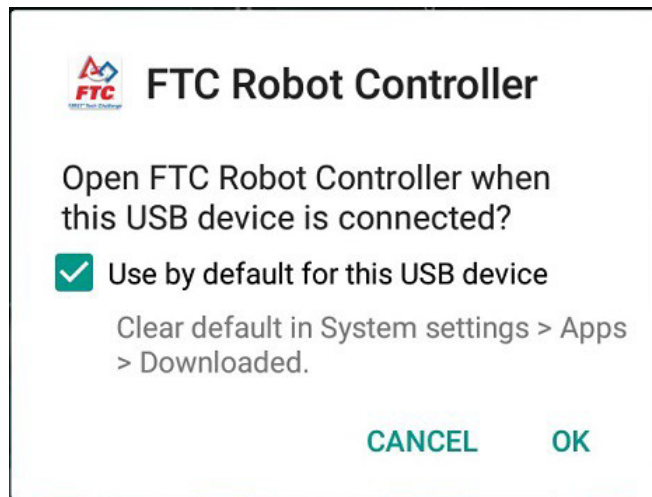 FTC
FTC Robot Controller
Open FTC Robot Controller when
this USB device is connected?
Use by default for this USB device
Clear default in System settings > Apps
> Downloaded.
CANCEL OK